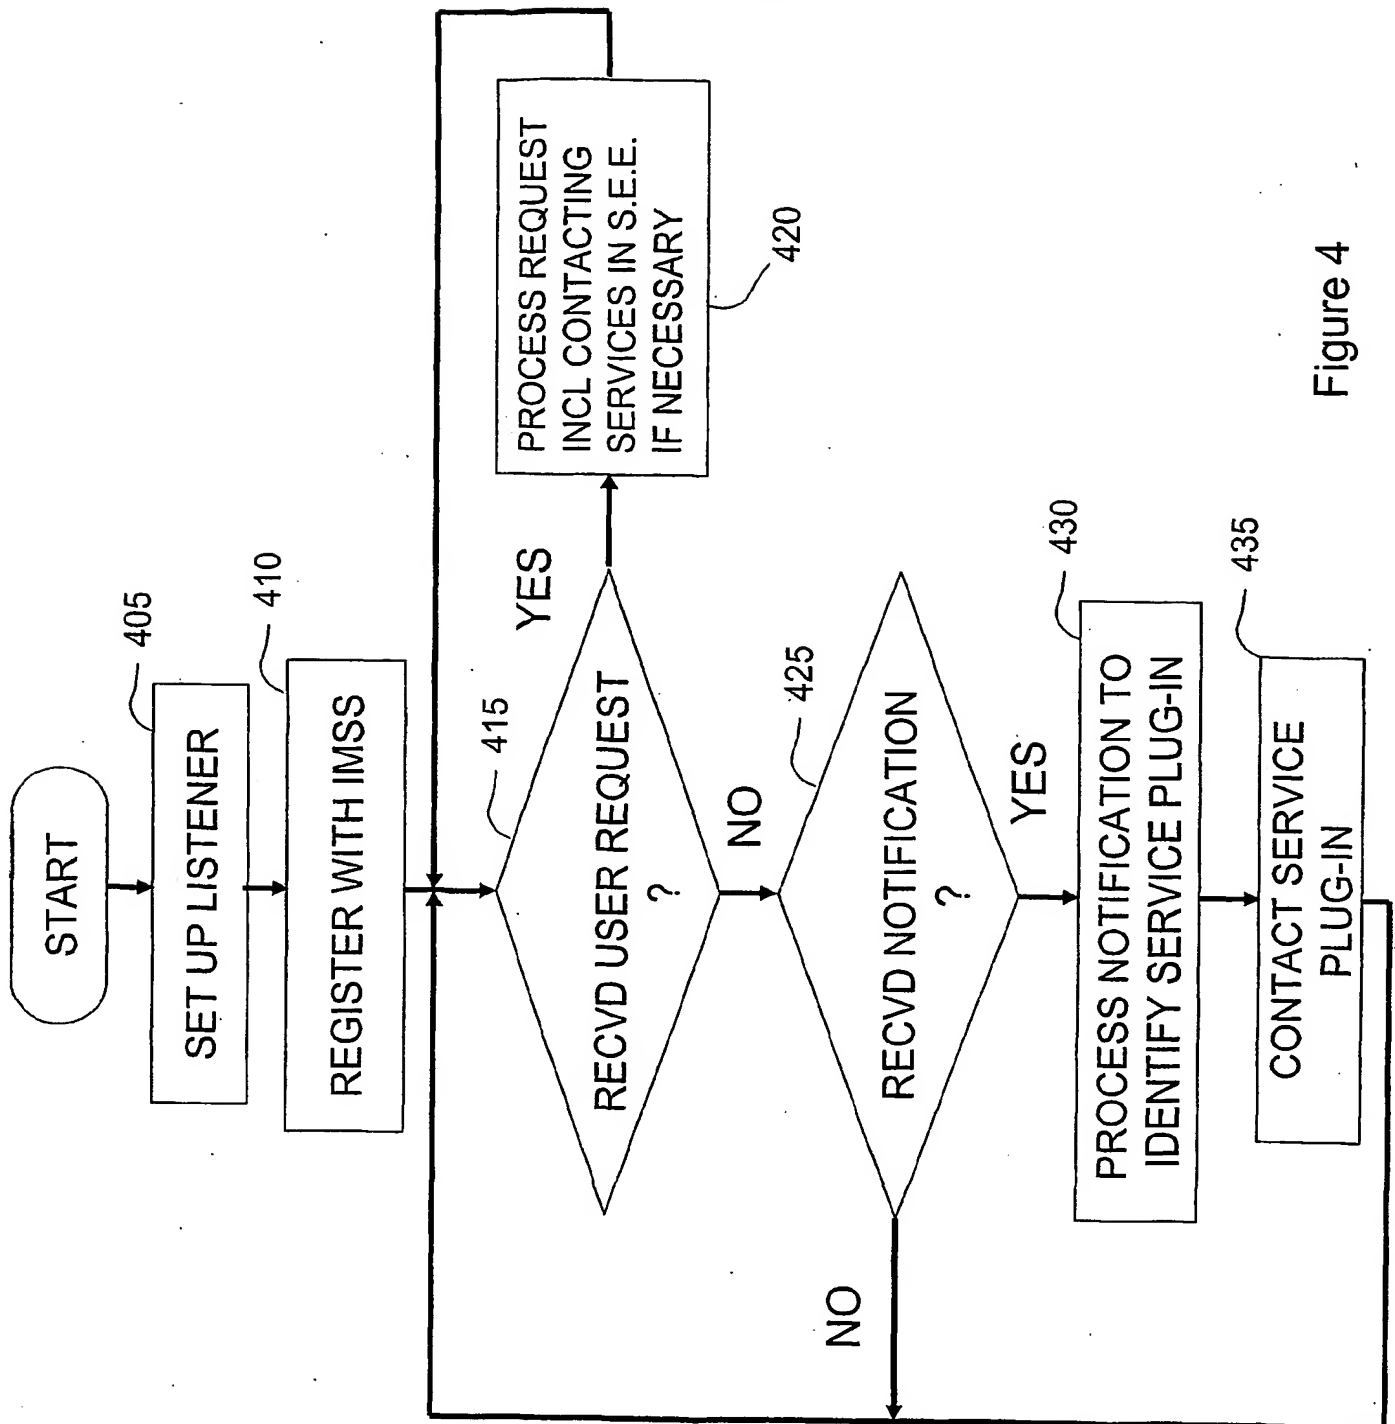 START
SET UP LISTENER
405
REGISTER WITH IMSS
410
RECVD USER REQUEST
?
415
YES
PROCESS REQUEST
INCL CONTACTING
SERVICES IN S.E.E.
IF NECESSARY
420
NO
RECVD NOTIFICATION
?
425
NO
YES
PROCESS NOTIFICATION TO
IDENTIFY SERVICE PLUG-IN
430
CONTACT SERVICE
PLUG-IN
435
Figure 4